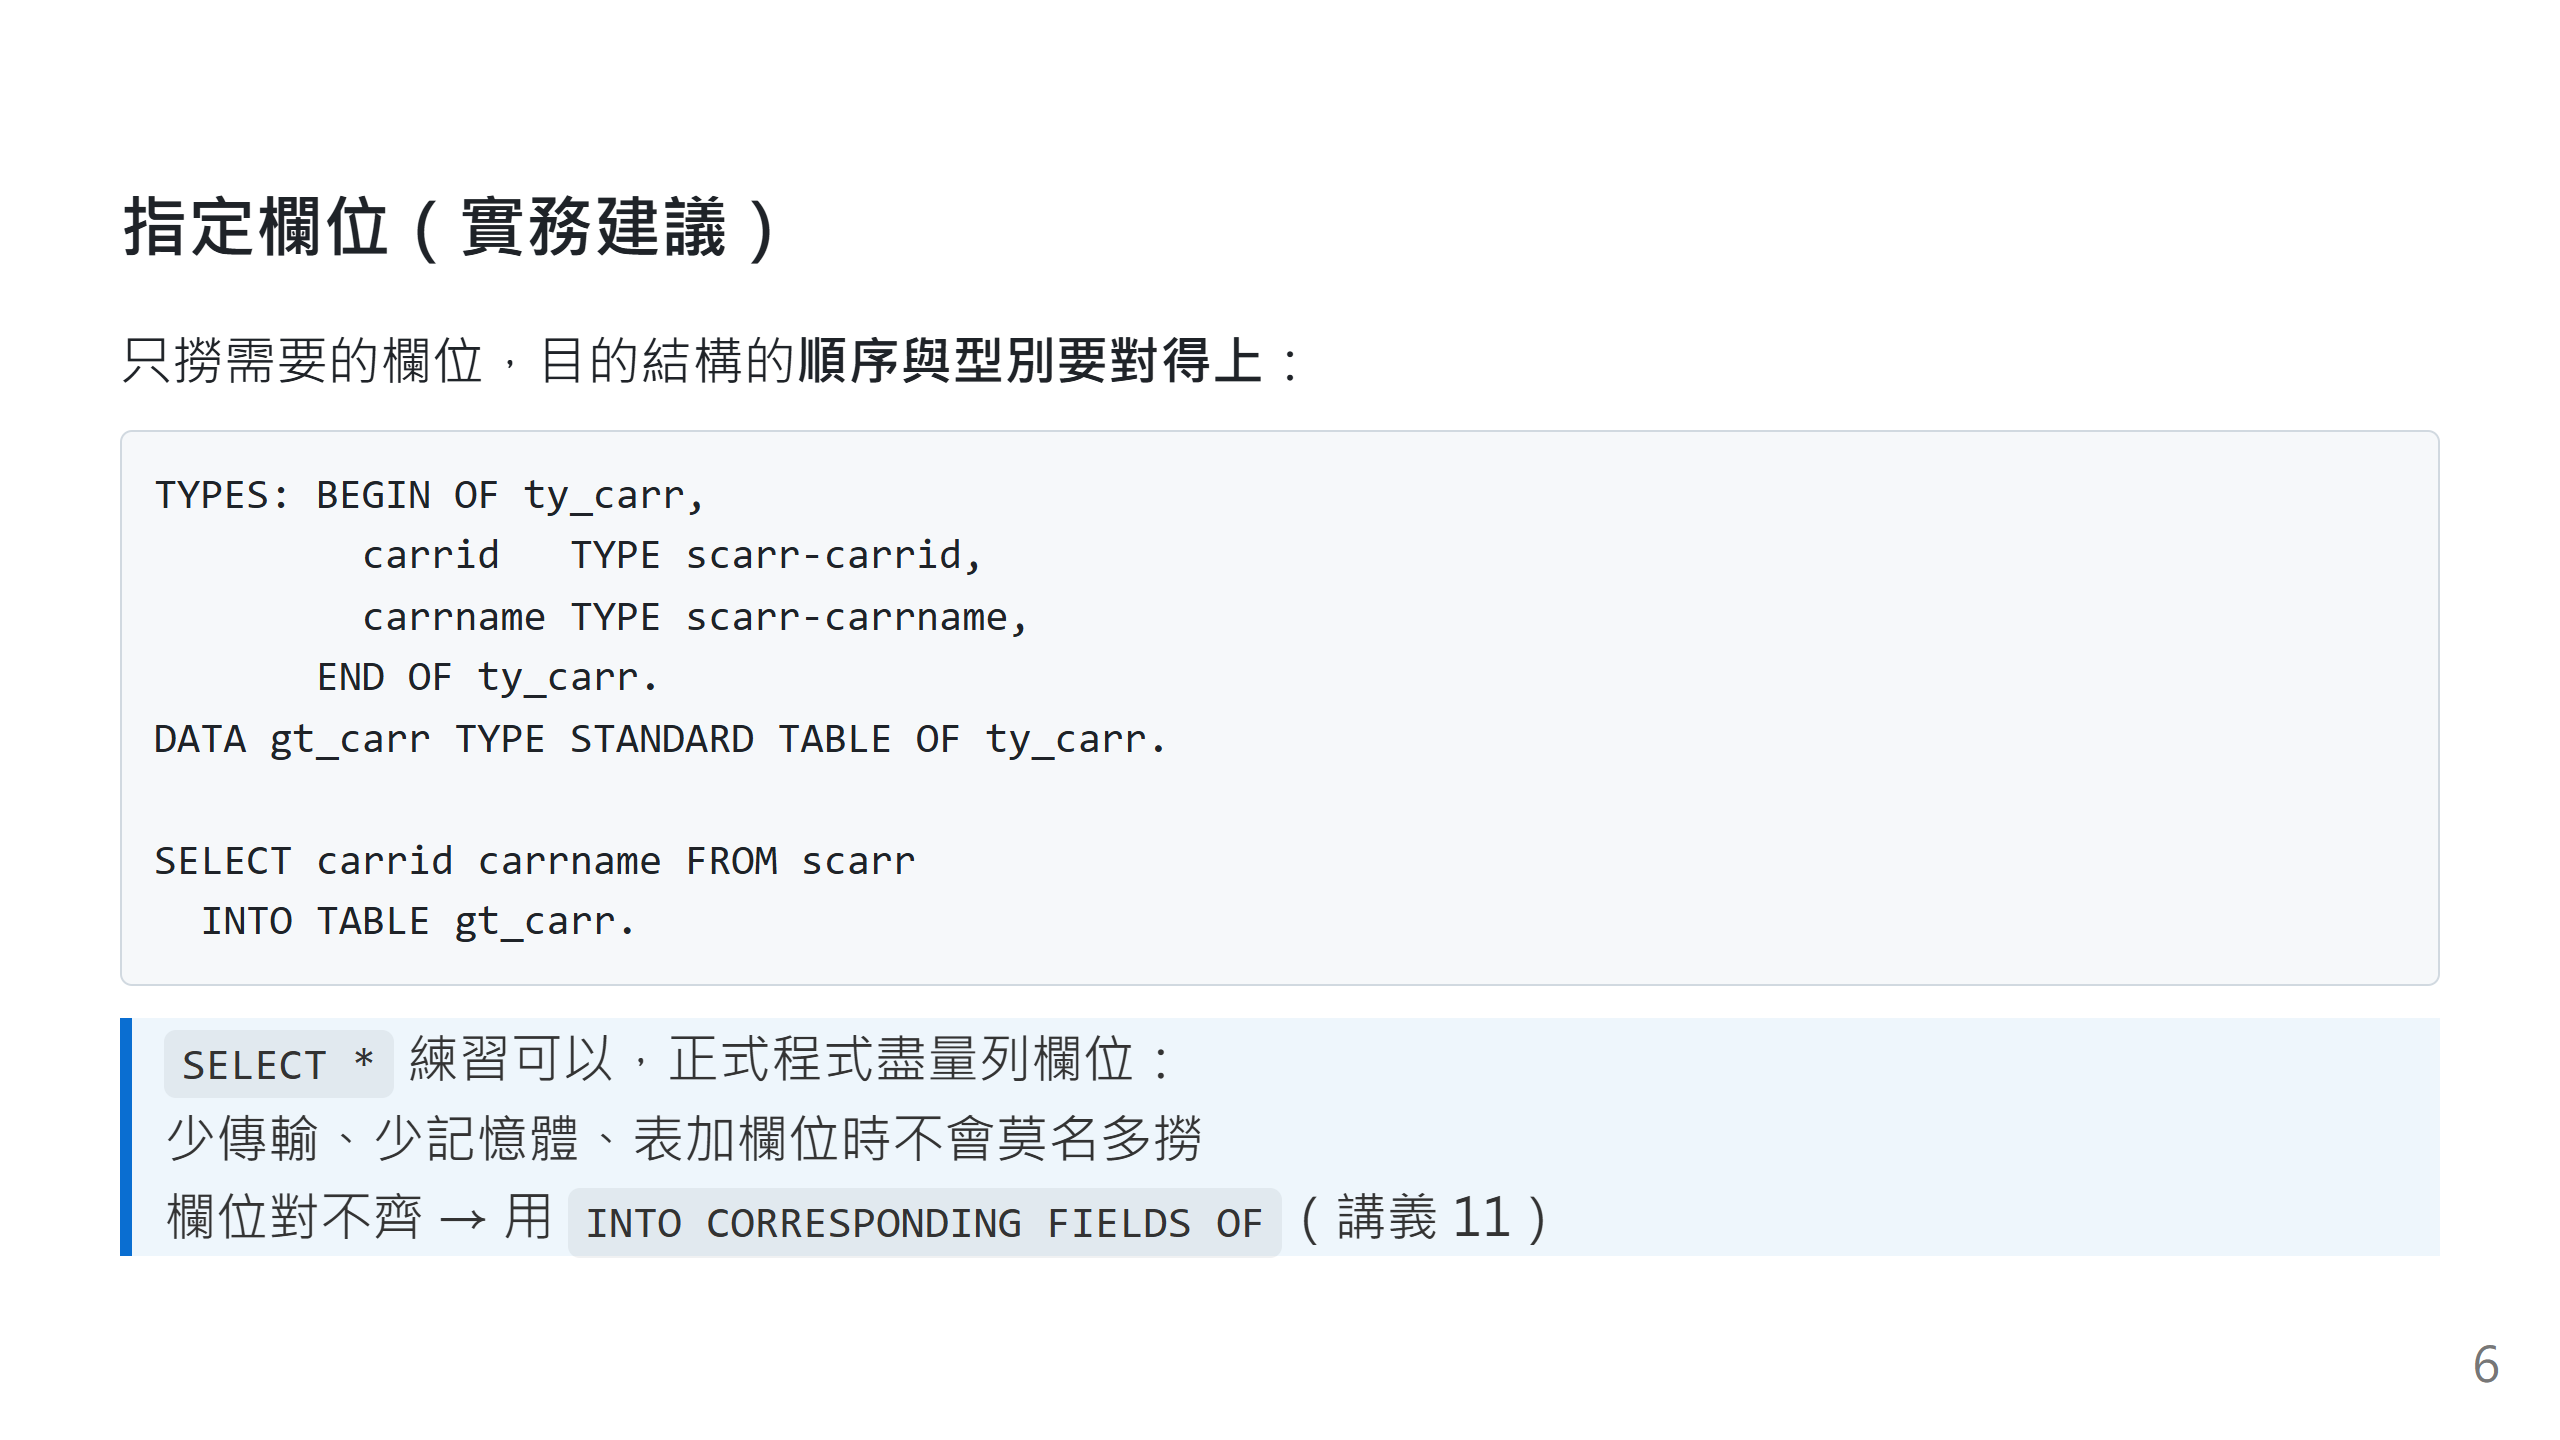 指定欄位（實務建議）
只撈需要的欄位，目的結構的順序與型別要對得上：
TYPES: BEGIN OF ty_carr,
         carrid   TYPE scarr-carrid,
         carrname TYPE scarr-carrname,
       END OF ty_carr.
DATA gt_carr TYPE STANDARD TABLE OF ty_carr.
SELECT carrid carrname FROM scarr
  INTO TABLE gt_carr.
SELECT * 練習可以，正式程式盡量列欄位：
少傳輸、少記憶體、表加欄位時不會莫名多撈
欄位對不齊 → 用 INTO CORRESPONDING FIELDS OF（講義 11）
6